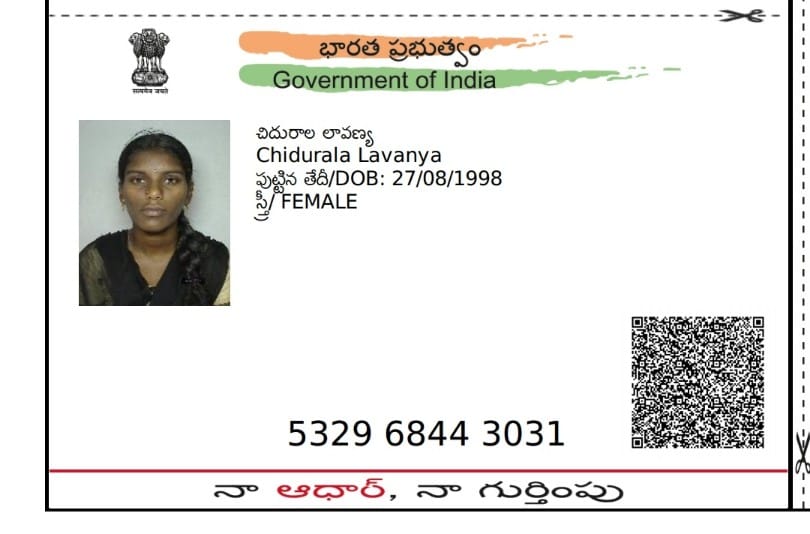 భారత ప్రభుత్వం
Government of India
सत्यमेव जयते
చిదురాల లావణ్య
Chidurala Lavanya
పుట్టిన తేదీ/DOB: 27/08/1998
స్త్రీ/ FEMALE
5329 6844 3031
నా ఆధార్, నా గుర్తింపు